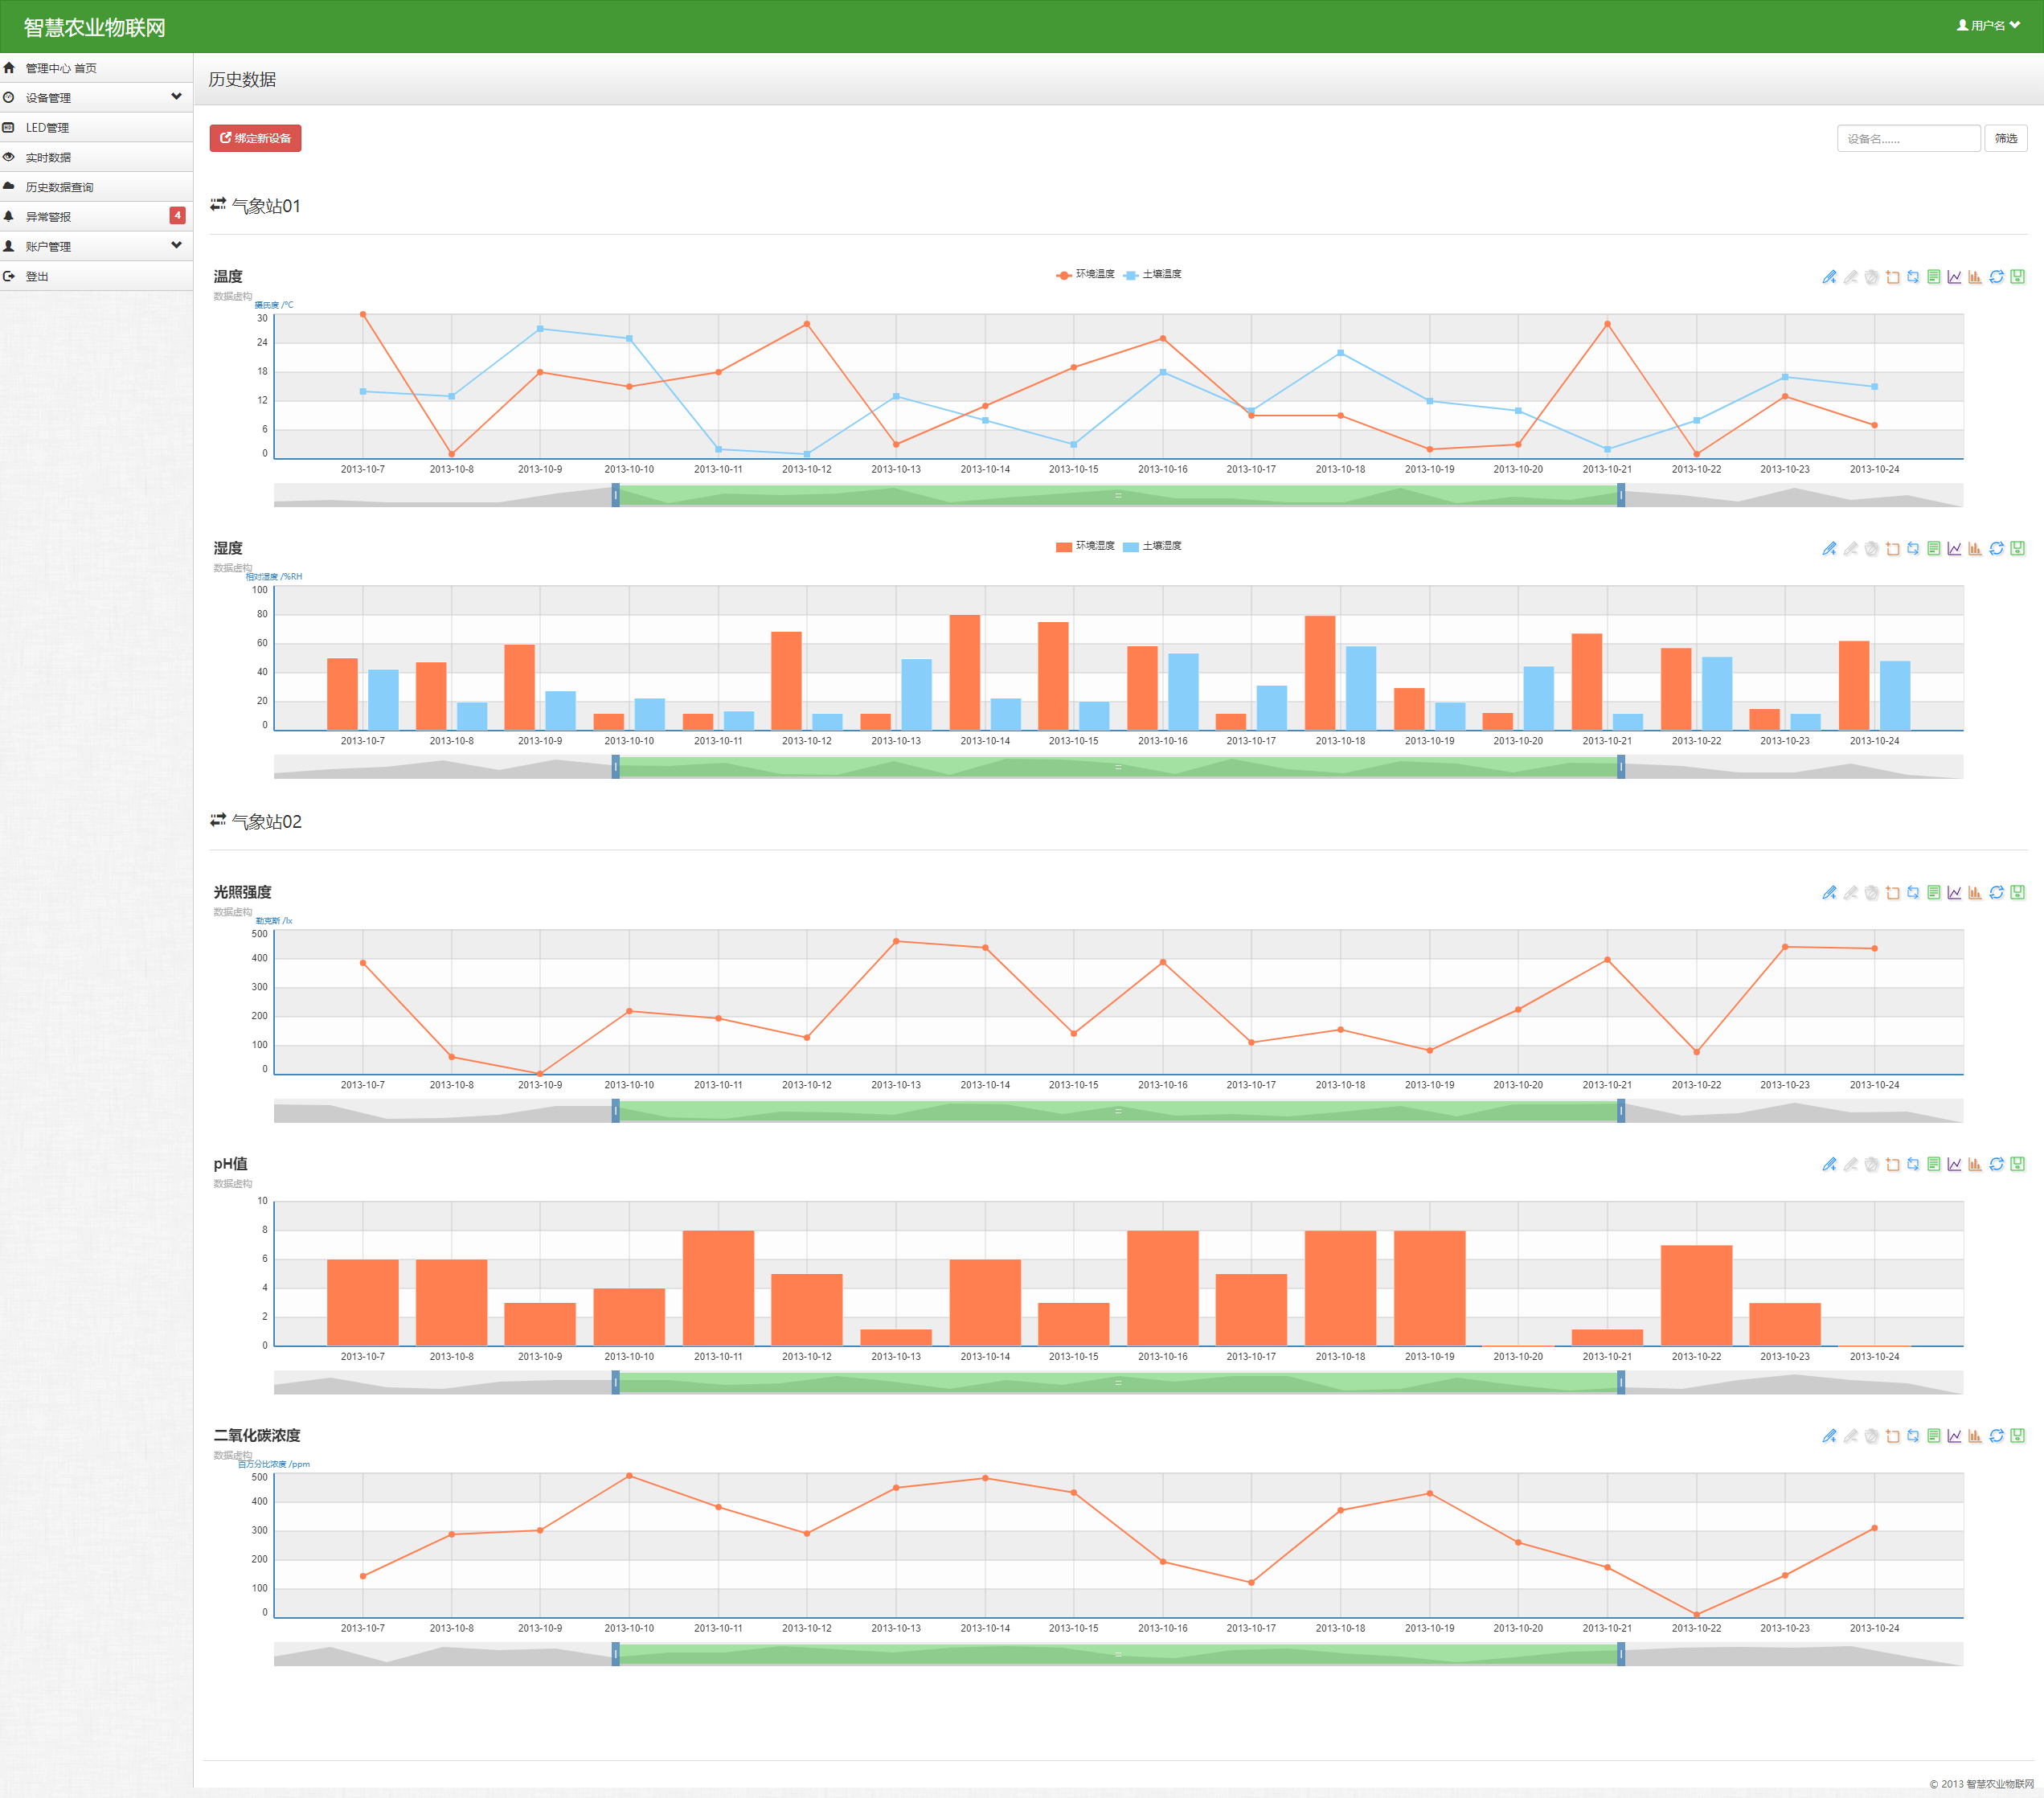 智慧农业物联网
用户名
管理中心 首页
设备管理
LED管理
实时数据
历史数据查询
异常警报 4
账户管理
登出
历史数据
绑定新设备
设备名...... 筛选
气象站01
温度
数据虚构
环境温度 土壤温度
摄氏度 /°C
30
24
18
12
6
0
2013-10-7 2013-10-8 2013-10-9 2013-10-10 2013-10-11 2013-10-12 2013-10-13 2013-10-14 2013-10-15 2013-10-16 2013-10-17 2013-10-18 2013-10-19 2013-10-20 2013-10-21 2013-10-22 2013-10-23 2013-10-24
湿度
数据虚构
环境湿度 土壤湿度
相对湿度 /%RH
100
80
60
40
20
0
2013-10-7 2013-10-8 2013-10-9 2013-10-10 2013-10-11 2013-10-12 2013-10-13 2013-10-14 2013-10-15 2013-10-16 2013-10-17 2013-10-18 2013-10-19 2013-10-20 2013-10-21 2013-10-22 2013-10-23 2013-10-24
气象站02
光照强度
数据虚构
勒克斯 /lx
500
400
300
200
100
0
2013-10-7 2013-10-8 2013-10-9 2013-10-10 2013-10-11 2013-10-12 2013-10-13 2013-10-14 2013-10-15 2013-10-16 2013-10-17 2013-10-18 2013-10-19 2013-10-20 2013-10-21 2013-10-22 2013-10-23 2013-10-24
pH值
数据虚构
10
8
6
4
2
0
2013-10-7 2013-10-8 2013-10-9 2013-10-10 2013-10-11 2013-10-12 2013-10-13 2013-10-14 2013-10-15 2013-10-16 2013-10-17 2013-10-18 2013-10-19 2013-10-20 2013-10-21 2013-10-22 2013-10-23 2013-10-24
二氧化碳浓度
数据虚构
百万分比浓度 /ppm
500
400
300
200
100
0
2013-10-7 2013-10-8 2013-10-9 2013-10-10 2013-10-11 2013-10-12 2013-10-13 2013-10-14 2013-10-15 2013-10-16 2013-10-17 2013-10-18 2013-10-19 2013-10-20 2013-10-21 2013-10-22 2013-10-23 2013-10-24
© 2013 智慧农业物联网